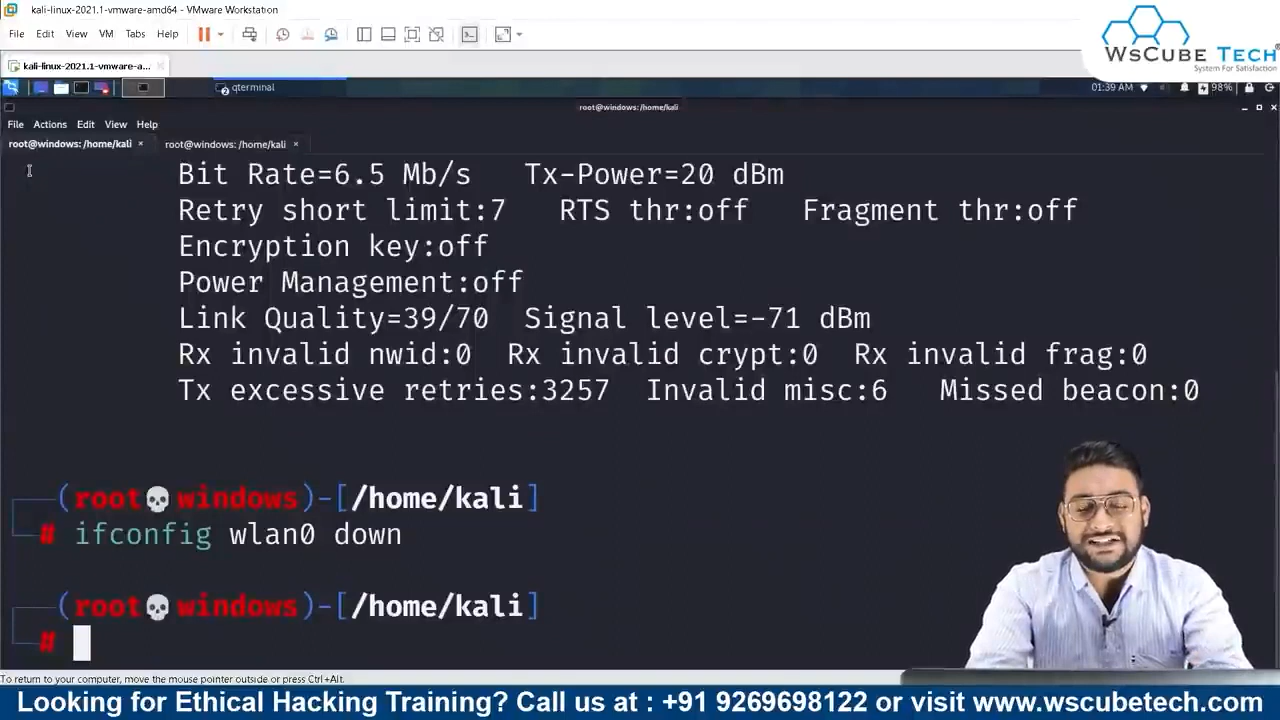 kali-linux-2021.1-vmware-amd64 - VMware Workstation
File Edit View VM Tabs Help
WsCube Tech
System For Satisfaction
kali-linux-2021.1-vmware-a...
qterminal
01:39 AM 98%
root@windows:/home/kali
File Actions Edit View Help
root@windows: /home/kali × root@windows: /home/kali ×
Bit Rate=6.5 Mb/s Tx-Power=20 dBm
Retry short limit:7 RTS thr:off Fragment thr:off
Encryption key:off
Power Management:off
Link Quality=39/70 Signal level=-71 dBm
Rx invalid nwid:0 Rx invalid crypt:0 Rx invalid frag:0
Tx excessive retries:3257 Invalid misc:6 Missed beacon:0
(root💀windows)-[/home/kali]
# ifconfig wlan0 down
(root💀windows)-[/home/kali]
#
To return to your computer, move the mouse pointer outside or press Ctrl+Alt.
Looking for Ethical Hacking Training? Call us at : +91 9269698122 or visit www.wscubetech.com